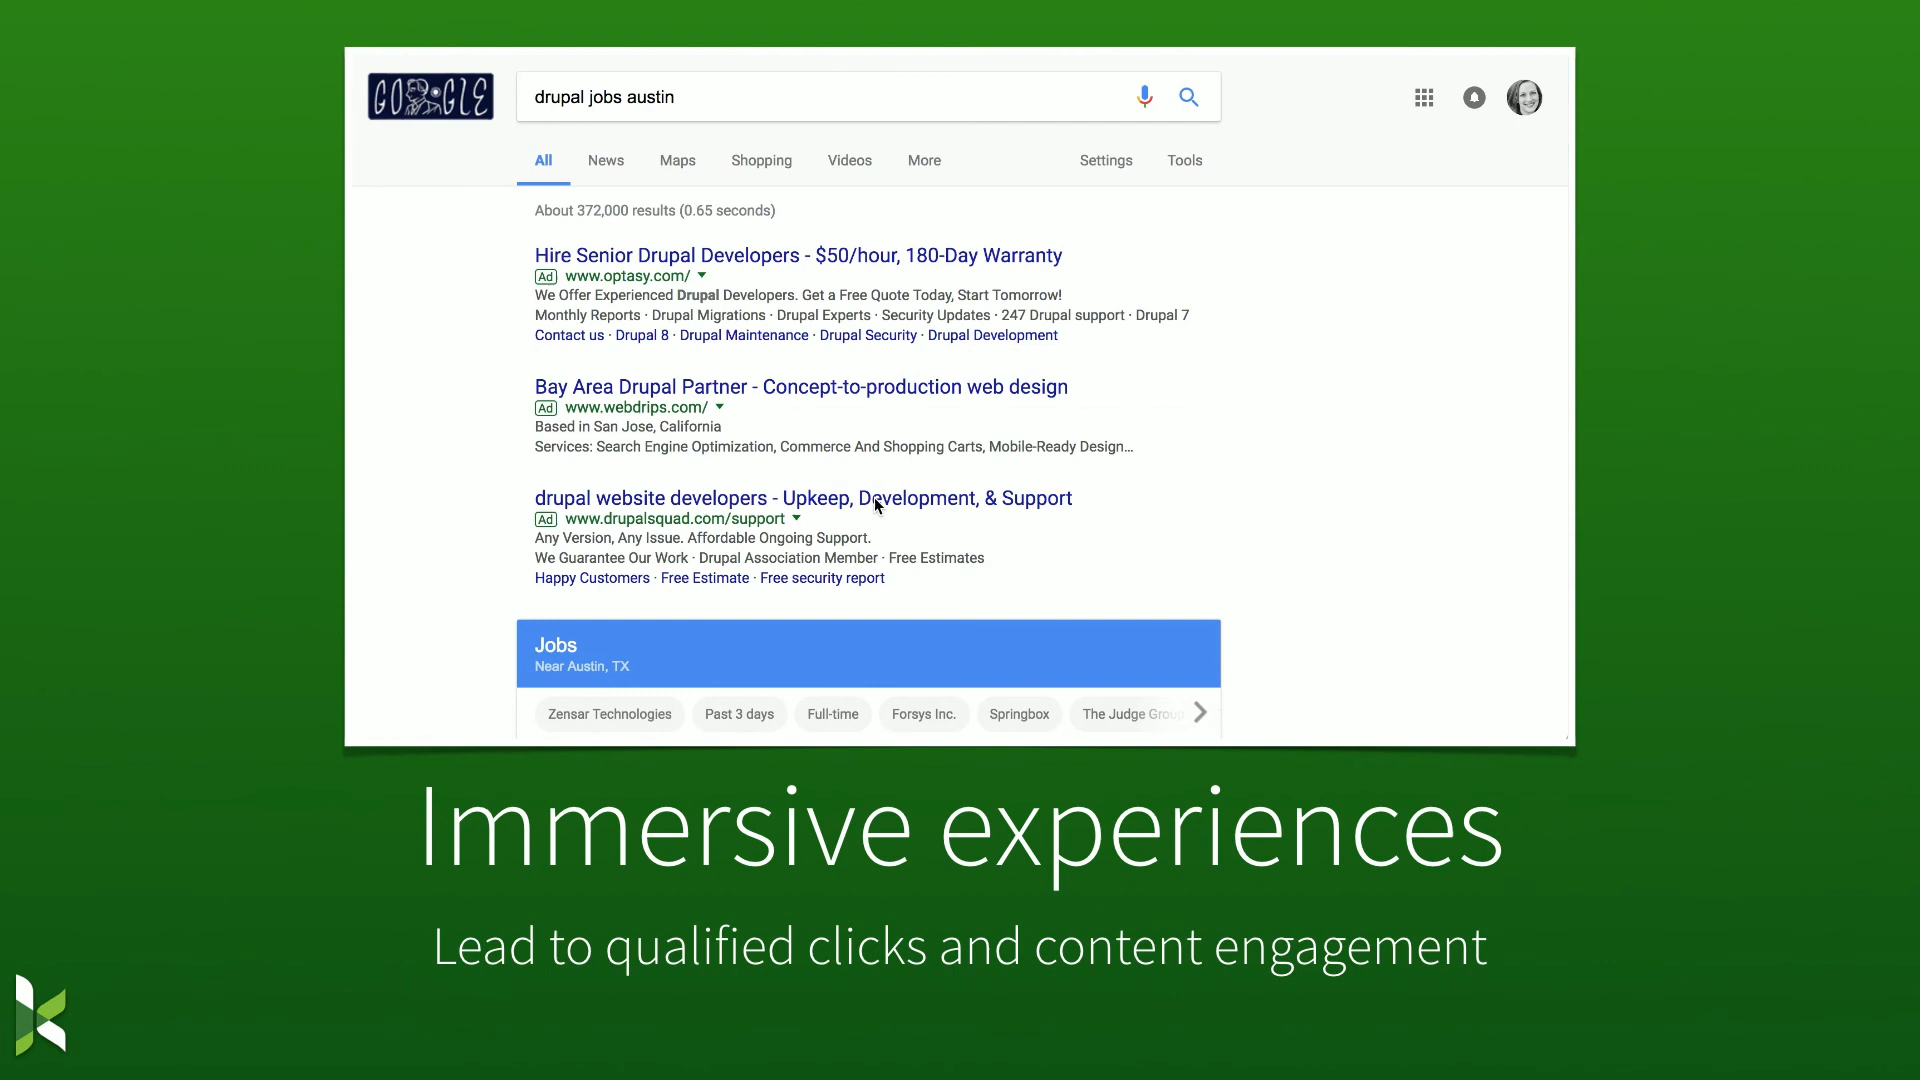 GOOGLE
drupal jobs austin
All News Maps Shopping Videos More Settings Tools
About 372,000 results (0.65 seconds)
Hire Senior Drupal Developers - $50/hour, 180-Day Warranty
Ad www.optasy.com/
We Offer Experienced Drupal Developers. Get a Free Quote Today, Start Tomorrow!
Monthly Reports · Drupal Migrations · Drupal Experts · Security Updates · 247 Drupal support · Drupal 7
Contact us · Drupal 8 · Drupal Maintenance · Drupal Security · Drupal Development
Bay Area Drupal Partner - Concept-to-production web design
Ad www.webdrips.com/
Based in San Jose, California
Services: Search Engine Optimization, Commerce And Shopping Carts, Mobile-Ready Design...
drupal website developers - Upkeep, Development, & Support
Ad www.drupalsquad.com/support
Any Version, Any Issue. Affordable Ongoing Support.
We Guarantee Our Work · Drupal Association Member · Free Estimates
Happy Customers · Free Estimate · Free security report
Jobs
Near Austin, TX
Zensar Technologies Past 3 days Full-time Forsys Inc. Springbox The Judge Group
Immersive experiences
Lead to qualified clicks and content engagement